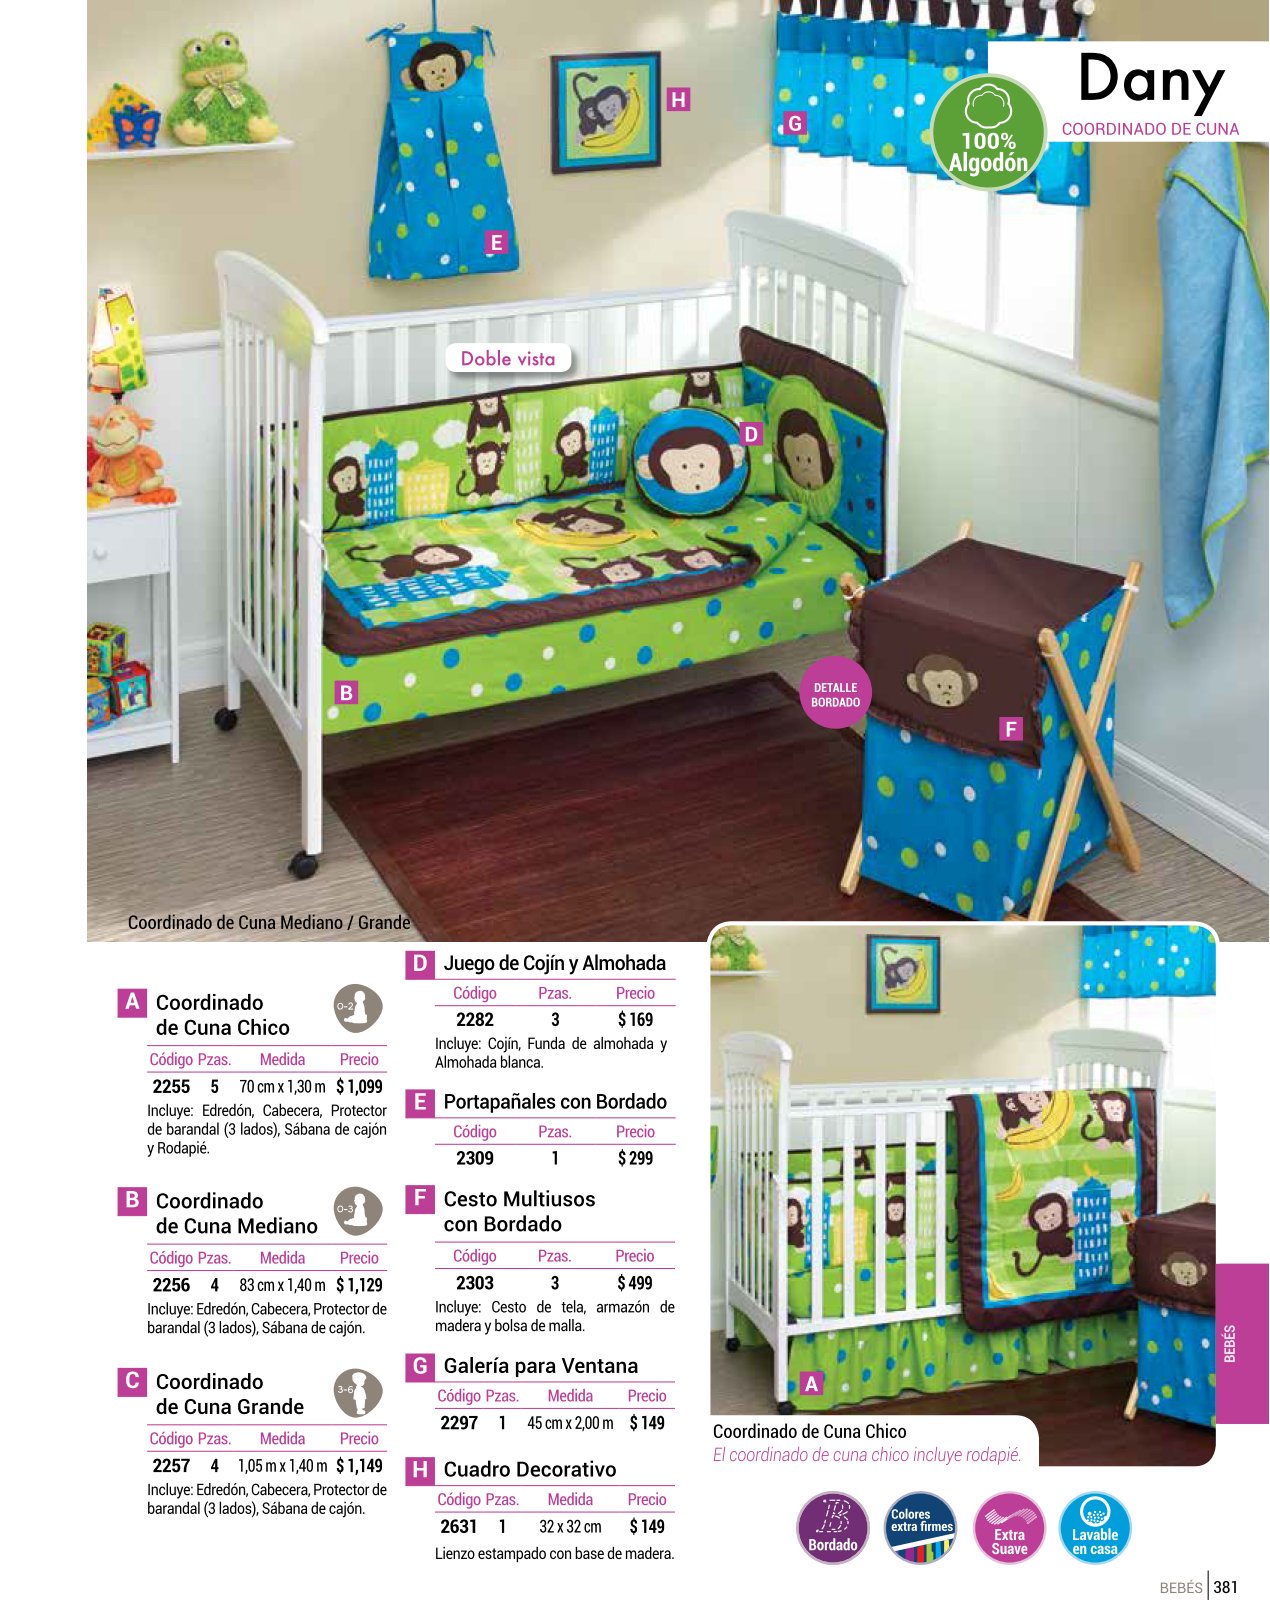 Dany
COORDINADO DE CUNA
100%
Algodón
H
G
E
Doble vista
D
B
DETALLE
BORDADO
F
Coordinado de Cuna Mediano / Grande
A Coordinado
de Cuna Chico
0-2
Código Pzas. Medida Precio
2255 5 70 cm x 1,30 m $ 1,099
Incluye: Edredón, Cabecera, Protector
de barandal (3 lados), Sábana de cajón
y Rodapié.
B Coordinado
de Cuna Mediano
0-3
Código Pzas. Medida Precio
2256 4 83 cm x 1,40 m $ 1,129
Incluye: Edredón, Cabecera, Protector de
barandal (3 lados), Sábana de cajón.
C Coordinado
de Cuna Grande
3-6
Código Pzas. Medida Precio
2257 4 1,05 m x 1,40 m $ 1,149
Incluye: Edredón, Cabecera, Protector de
barandal (3 lados), Sábana de cajón.
D Juego de Cojín y Almohada
Código Pzas. Precio
2282 3 $ 169
Incluye: Cojín, Funda de almohada y
Almohada blanca.
E Portapañales con Bordado
Código Pzas. Precio
2309 1 $ 299
F Cesto Multiusos
con Bordado
Código Pzas. Precio
2303 3 $ 499
Incluye: Cesto de tela, armazón de
madera y bolsa de malla.
G Galería para Ventana
Código Pzas. Medida Precio
2297 1 45 cm x 2,00 m $ 149
H Cuadro Decorativo
Código Pzas. Medida Precio
2631 1 32 x 32 cm $ 149
Lienzo estampado con base de madera.
A
Coordinado de Cuna Chico
El coordinado de cuna chico incluye rodapié.
BEBÉS
B
Bordado
Colores
extra firmes
Extra
Suave
Lavable
en casa
BEBÉS 381